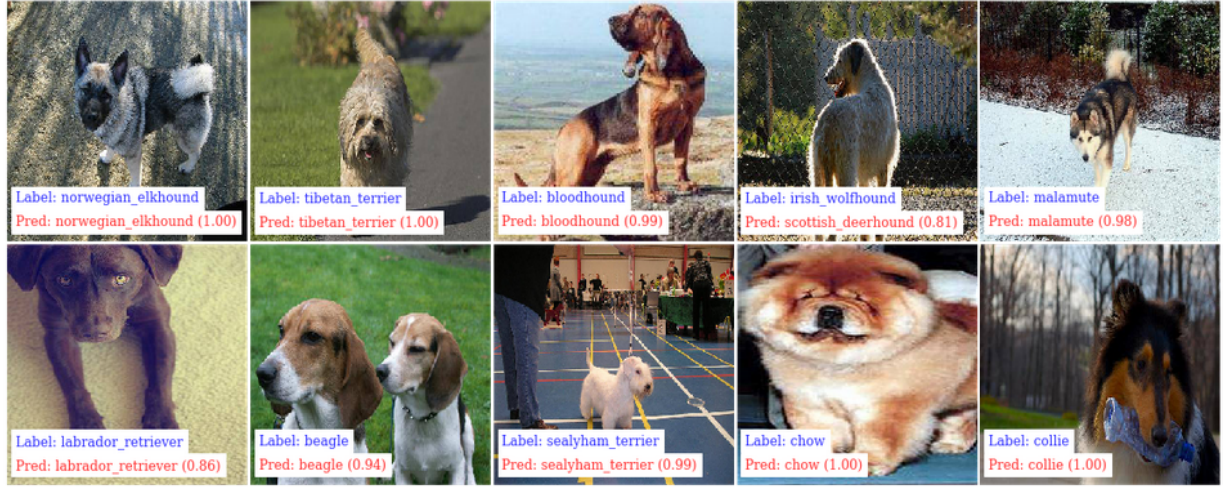 Label: norwegian_elkhound
Pred: norwegian_elkhound (1.00)
Label: tibetan_terrier
Pred: tibetan_terrier (1.00)
Label: bloodhound
Pred: bloodhound (0.99)
Label: irish_wolfhound
Pred: scottish_deerhound (0.81)
Label: malamute
Pred: malamute (0.98)
Label: labrador_retriever
Pred: labrador_retriever (0.86)
Label: beagle
Pred: beagle (0.94)
Label: sealyham_terrier
Pred: sealyham_terrier (0.99)
Label: chow
Pred: chow (1.00)
Label: collie
Pred: collie (1.00)